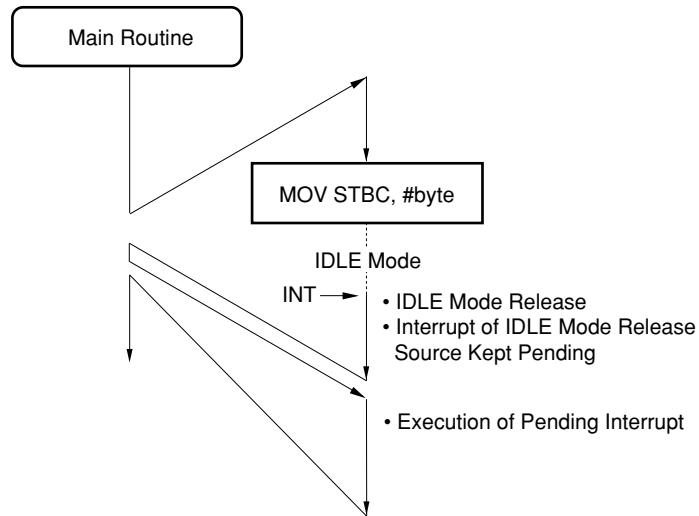 Main Routine
MOV STBC, #byte
IDLE Mode
INT
• IDLE Mode Release
• Interrupt of IDLE Mode Release
Source Kept Pending
• Execution of Pending Interrupt